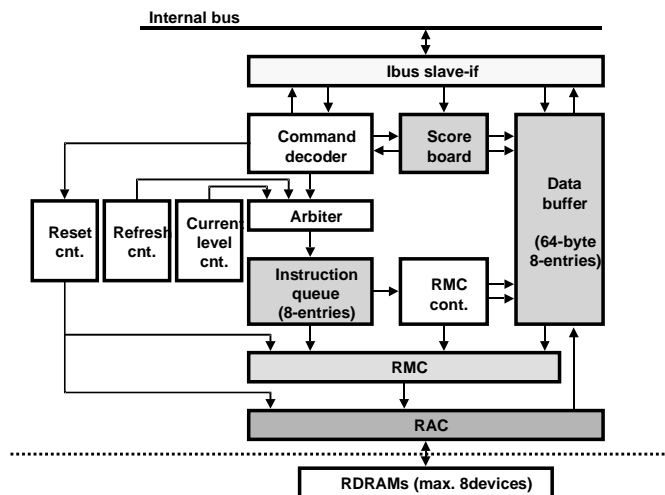 Internal bus
Ibus slave-if
Command
decoder
Score
board
Data
buffer
(64-byte
8-entries)
Reset
cnt.
Refresh
cnt.
Current
level
cnt.
Arbiter
Instruction
queue
(8-entries)
RMC
cont.
RMC
RAC
RDRAMs (max. 8devices)